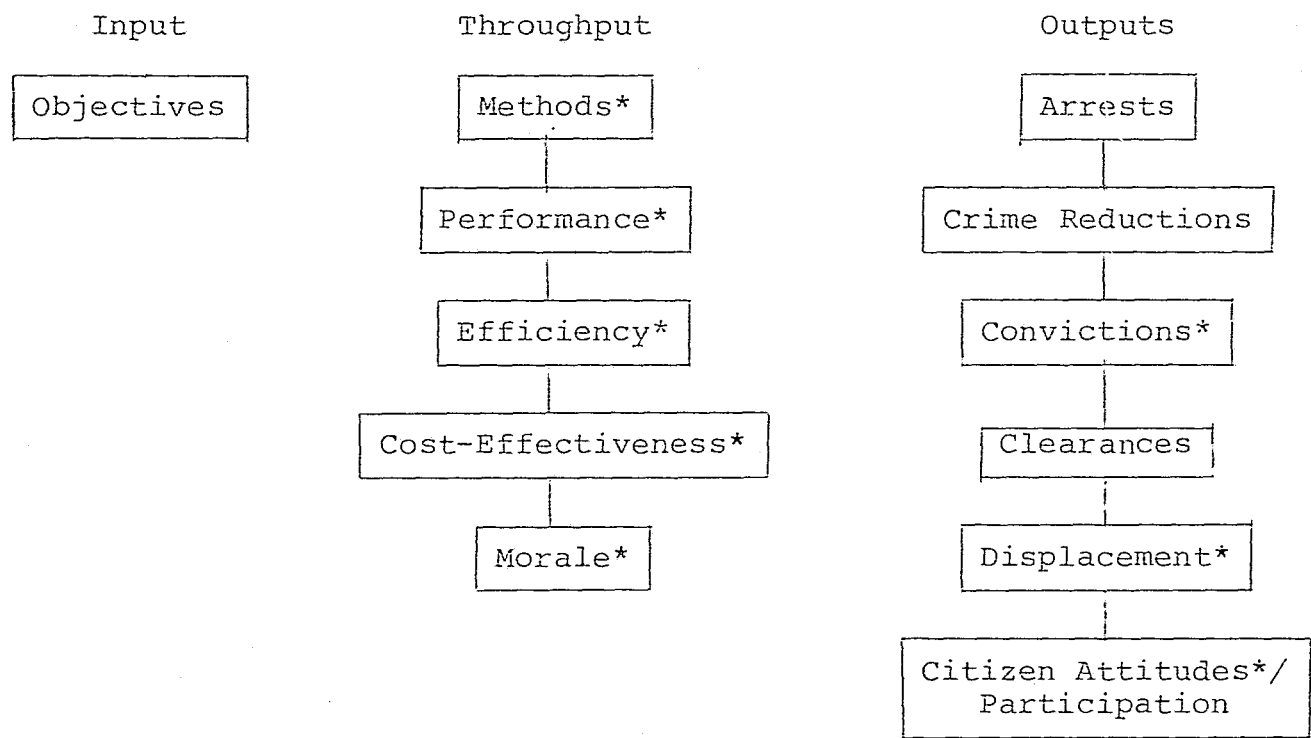 Input Throughput Outputs
Objectives Methods* Arrests
Performance* Crime Reductions
Efficiency* Convictions*
Cost-Effectiveness* Clearances
Morale* Displacement*
Citizen Attitudes*/
Participation